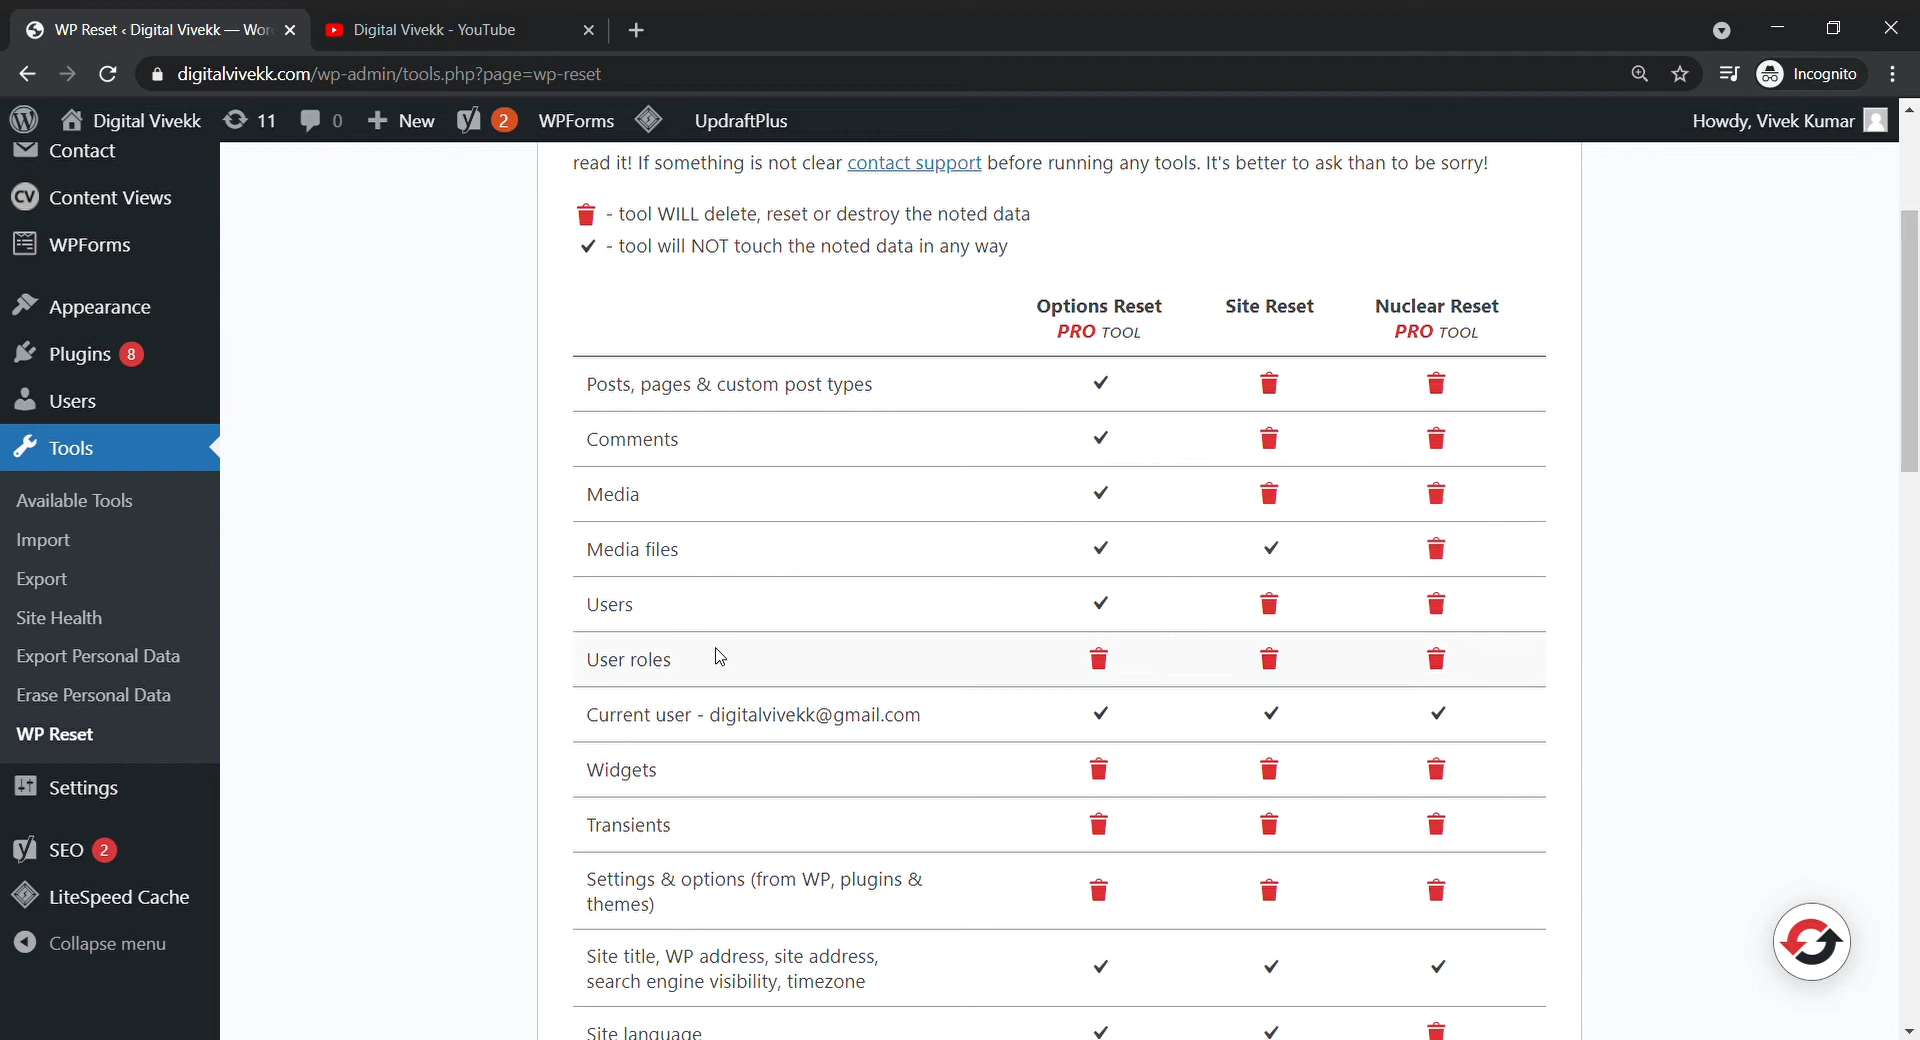 WP Reset ‹ Digital Vivekk — Wor
Digital Vivekk - YouTube
digitalvivekk.com/wp-admin/tools.php?page=wp-reset
Incognito
Digital Vivekk
11
0
New
2
WPForms
UpdraftPlus
Howdy, Vivek Kumar
Contact
Content Views
WPForms
Appearance
Plugins 8
Users
Tools
Available Tools
Import
Export
Site Health
Export Personal Data
Erase Personal Data
WP Reset
Settings
SEO 2
LiteSpeed Cache
Collapse menu
read it! If something is not clear contact support before running any tools. It's better to ask than to be sorry!
- tool WILL delete, reset or destroy the noted data
- tool will NOT touch the noted data in any way
Options Reset Site Reset Nuclear Reset
PRO TOOL PRO TOOL
Posts, pages & custom post types
Comments
Media
Media files
Users
User roles
Current user - digitalvivekk@gmail.com
Widgets
Transients
Settings & options (from WP, plugins &
themes)
Site title, WP address, site address,
search engine visibility, timezone
Site language